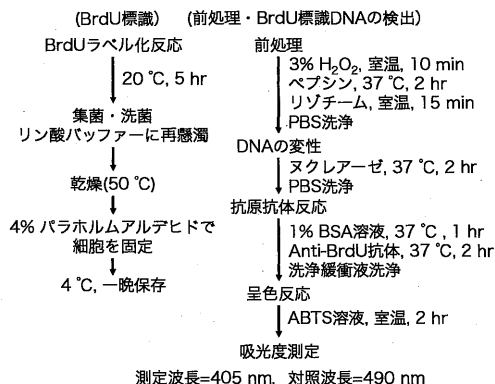 (BrdU標識)
BrdUラベル化反応
20 ℃, 5 hr
集菌・洗菌
リン酸バッファーに再懸濁
乾燥(50 ℃)
4% パラホルムアルデヒドで
細胞を固定
4 ℃, 一晩保存
(前処理・BrdU標識DNAの検出)
前処理
3% H₂O₂, 室温, 10 min
ペプシン, 37 ℃, 2 hr
リゾチーム, 室温, 15 min
PBS洗浄
DNAの変性
ヌクレアーゼ, 37 ℃, 2 hr
PBS洗浄
抗原抗体反応
1% BSA溶液, 37 ℃ , 1 hr
Anti-BrdU抗体, 37 ℃, 2 hr
洗浄緩衝液洗浄
呈色反応
ABTS溶液, 室温, 2 hr
吸光度測定
測定波長=405 nm, 対照波長=490 nm